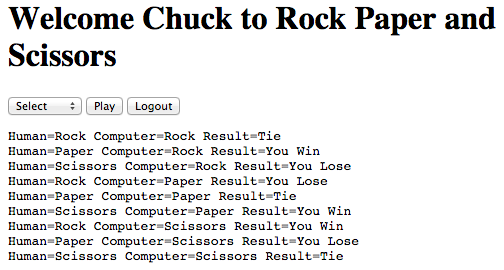 Welcome Chuck to Rock Paper and
Scissors
Select Play Logout
Human=Rock Computer=Rock Result=Tie
Human=Paper Computer=Rock Result=You Win
Human=Scissors Computer=Rock Result=You Lose
Human=Rock Computer=Paper Result=You Lose
Human=Paper Computer=Paper Result=Tie
Human=Scissors Computer=Paper Result=You Win
Human=Rock Computer=Scissors Result=You Win
Human=Paper Computer=Scissors Result=You Lose
Human=Scissors Computer=Scissors Result=Tie